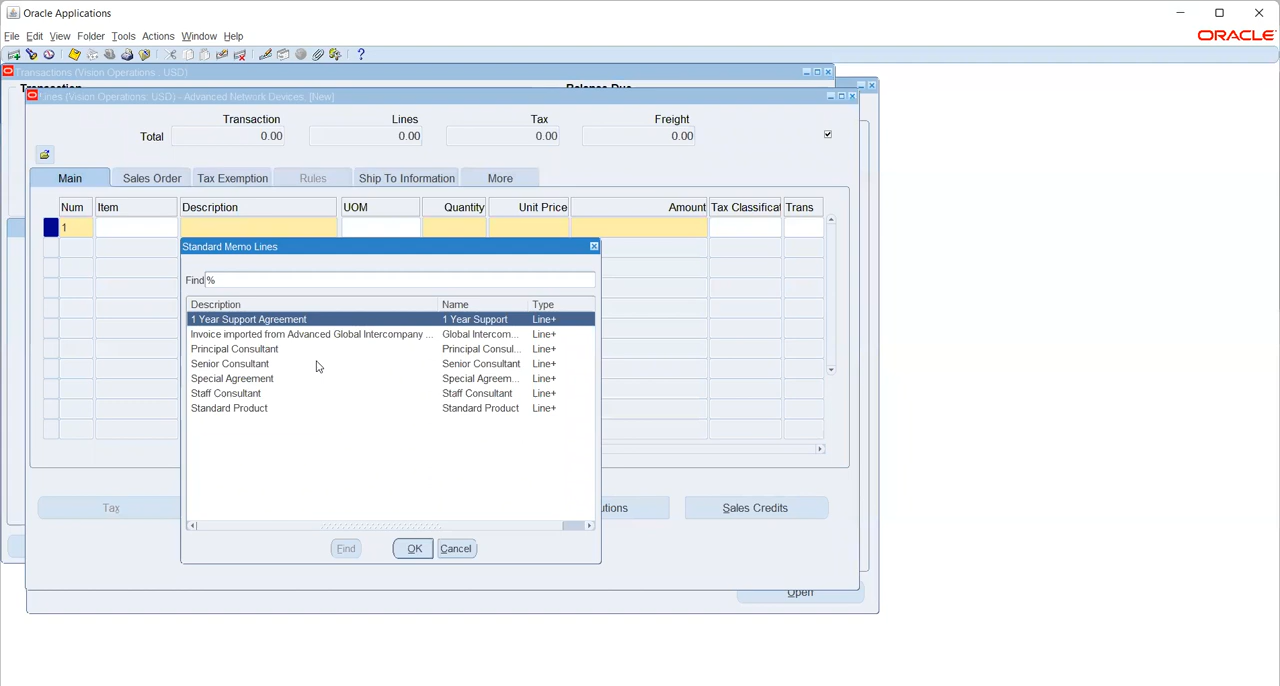 Oracle Applications
File Edit View Folder Tools Actions Window Help
ORACLE
Transactions (Vision Operations , USD)
Transaction Balance Due
Lines (Vision Operations, USD) - Advanced Network Devices: [New]
Transaction Lines Tax Freight
Total 0.00 0.00 0.00 0.00
Main Sales Order Tax Exemption Rules Ship To Information More
Num Item Description UOM Quantity Unit Price Amount Tax Classificat Trans
1
Standard Memo Lines
Find %
Description Name Type
1 Year Support Agreement 1 Year Support Line+
Invoice imported from Advanced Global Intercompany ... Global Intercom... Line+
Principal Consultant Principal Consul... Line+
Senior Consultant Senior Consultant Line+
Special Agreement Special Agreem... Line+
Staff Consultant Staff Consultant Line+
Standard Product Standard Product Line+
Tax utions Sales Credits
Find OK Cancel
Open